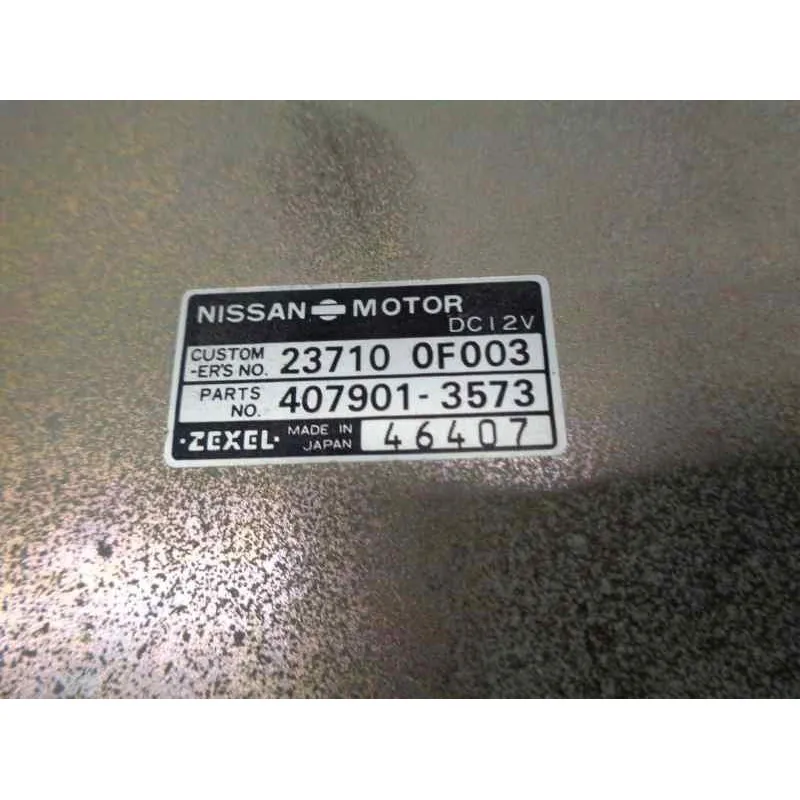 NISSAN MOTOR
DC12V
CUSTOM
-ER'S NO. 23710 0F003
PARTS
NO. 407901-3573
·ZEXEL· MADE IN
JAPAN 46407